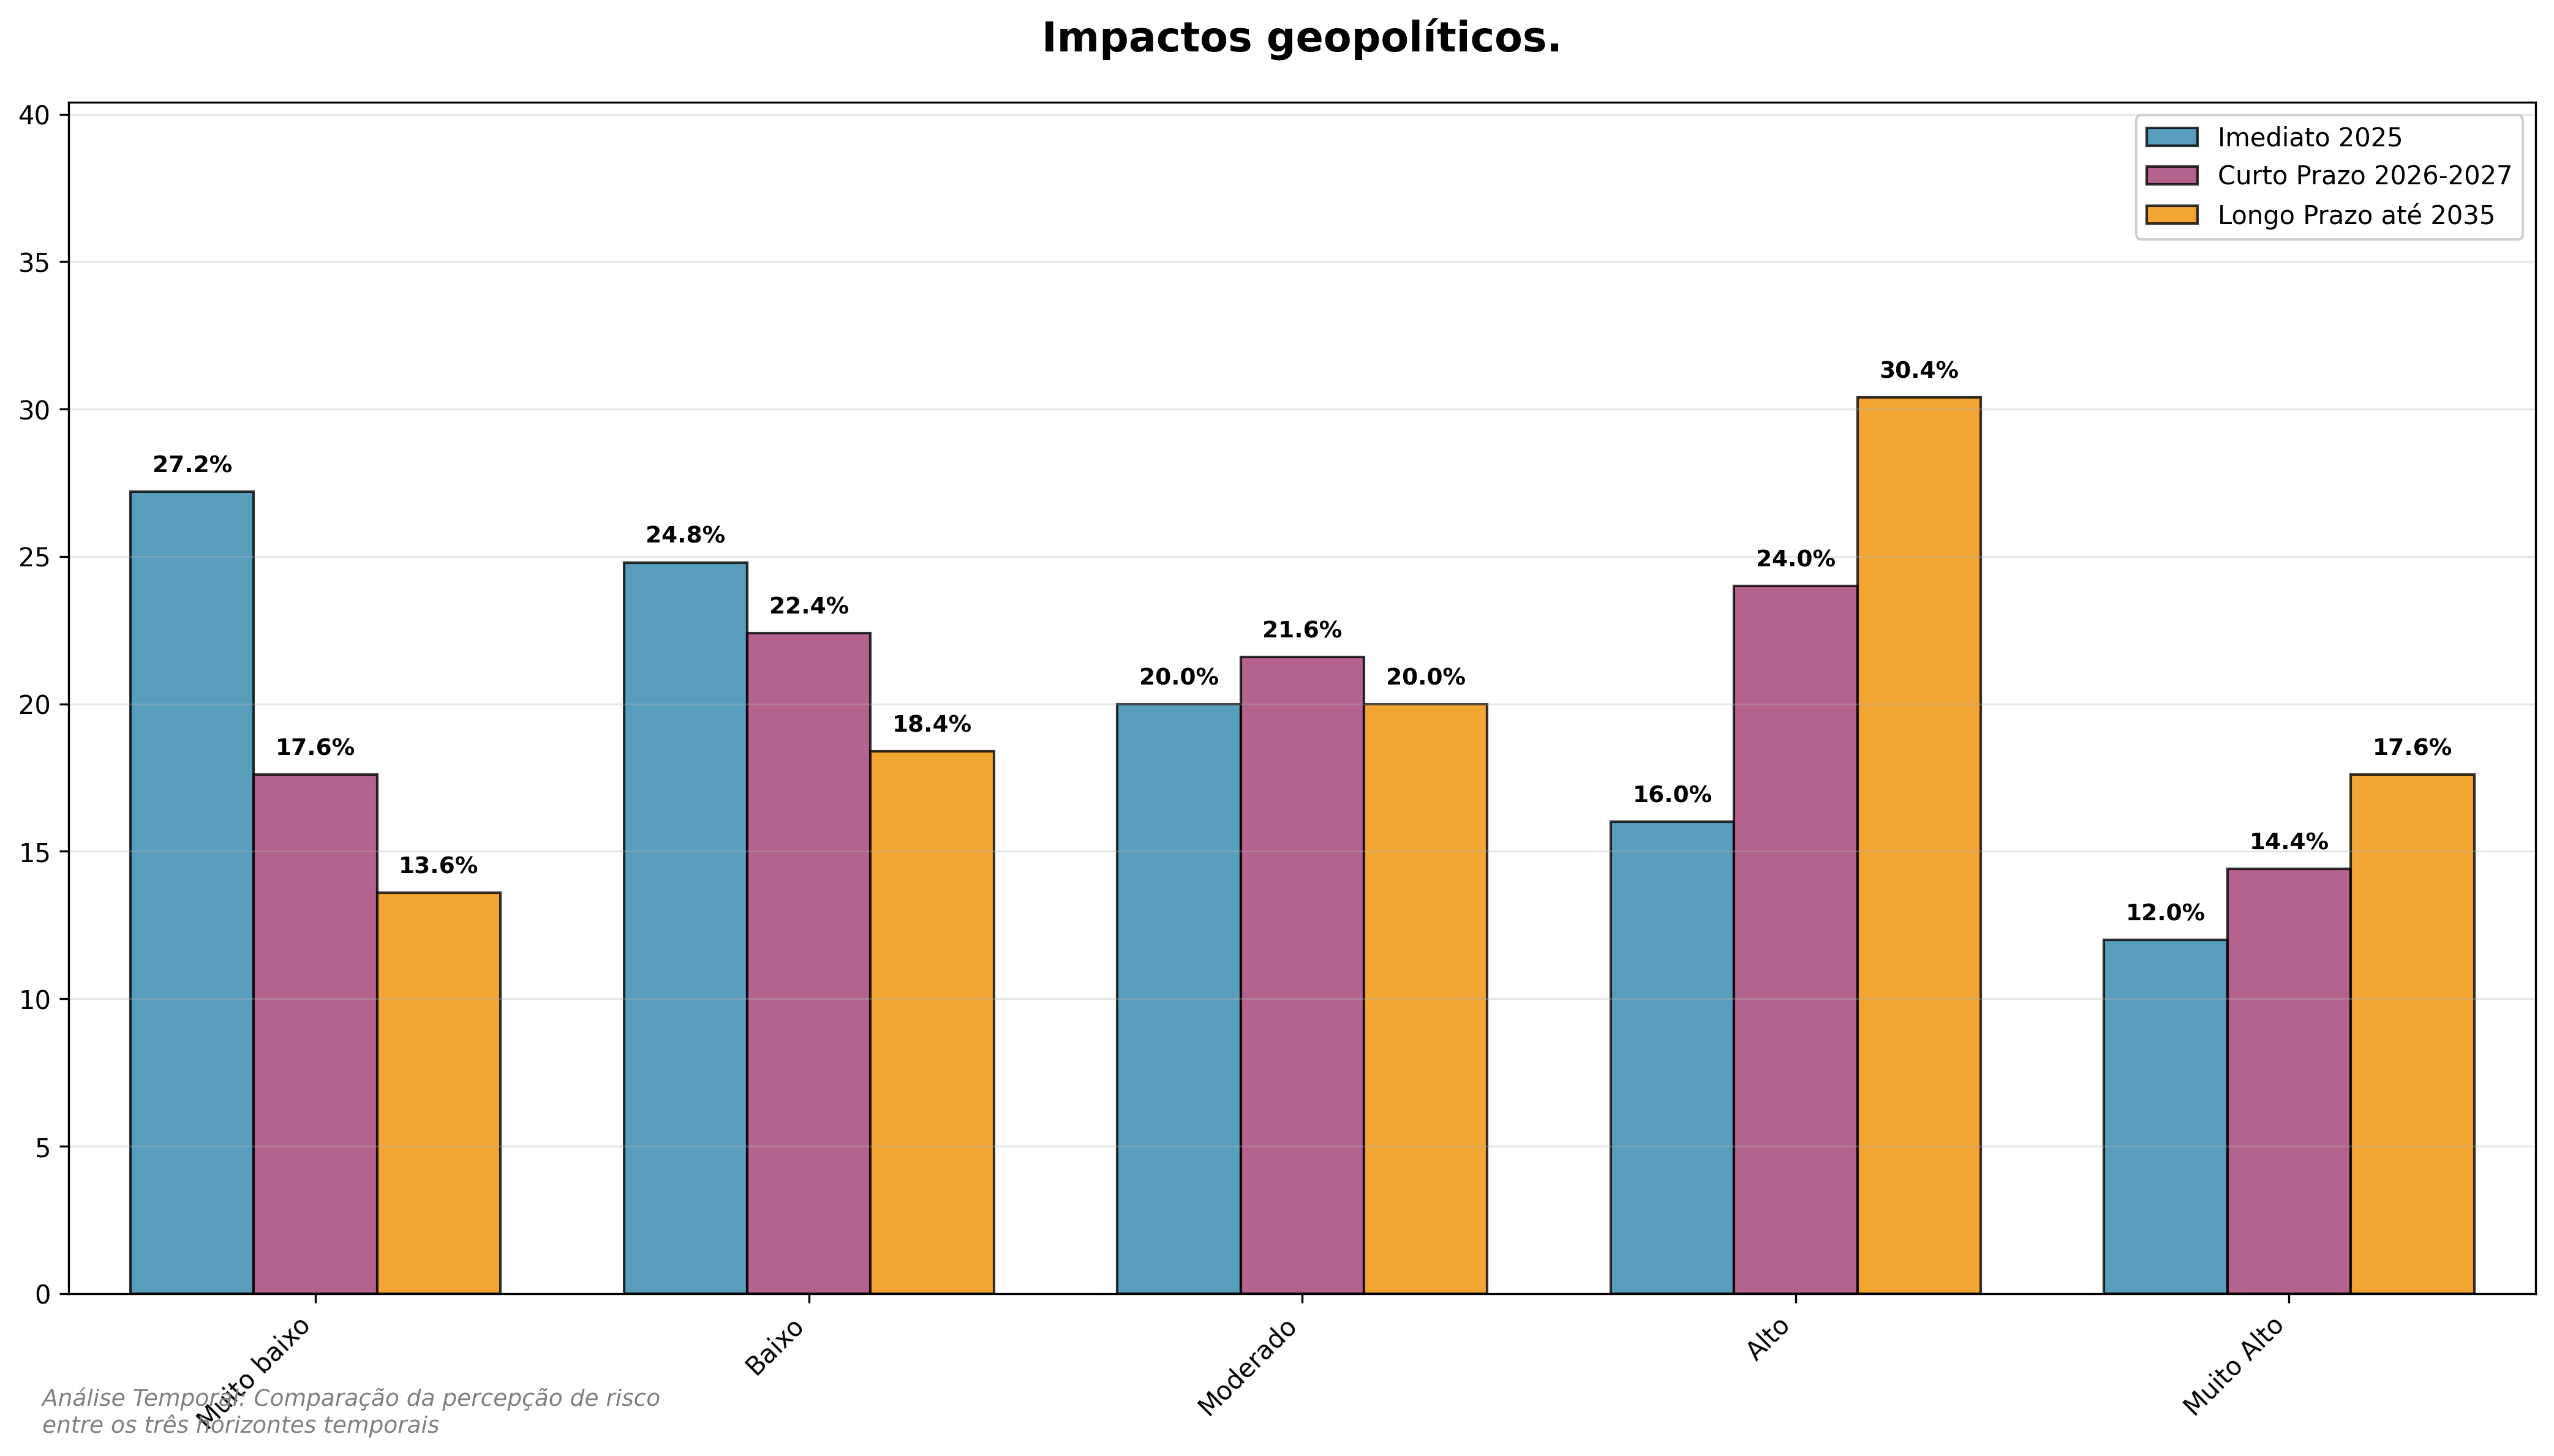 Impactos geopolíticos.
40
35
30
25
20
15
10
5
0
Imediato 2025
Curto Prazo 2026-2027
Longo Prazo até 2035
27.2%
17.6%
13.6%
24.8%
22.4%
18.4%
20.0%
21.6%
20.0%
16.0%
24.0%
30.4%
12.0%
14.4%
17.6%
Muito baixo
Baixo
Moderado
Alto
Muito Alto
Análise Temporal: Comparação da percepção de risco
entre os três horizontes temporais